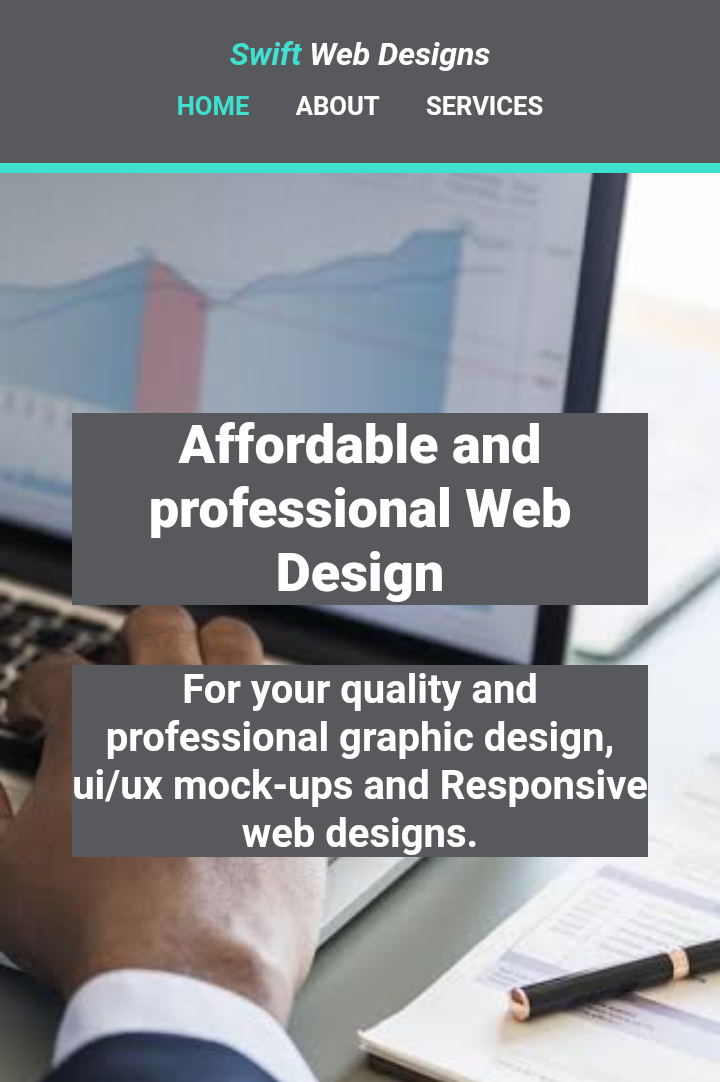 Swift Web Designs
HOME ABOUT SERVICES
Affordable and
professional Web
Design
For your quality and
professional graphic design,
ui/ux mock-ups and Responsive
web designs.